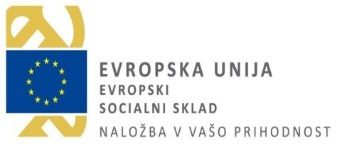 EVROPSKA UNIJA
EVROPSKI
SOCIALNI SKLAD
NALOŽBA V VAŠO PRIHODNOST